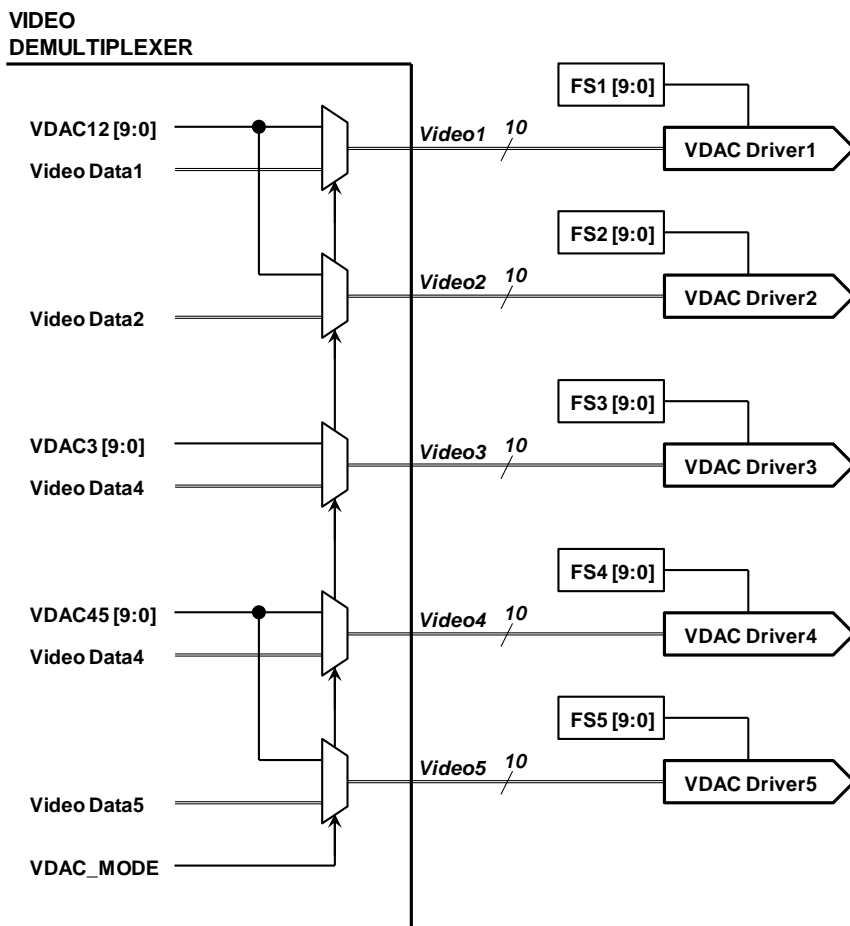 VIDEO
DEMULTIPLEXER
FS1 [9:0]
VDAC12 [9:0]
Video1
10
VDAC Driver1
Video Data1
FS2 [9:0]
Video2
10
VDAC Driver2
Video Data2
FS3 [9:0]
VDAC3 [9:0]
Video3
10
VDAC Driver3
Video Data4
FS4 [9:0]
VDAC45 [9:0]
Video4
10
VDAC Driver4
Video Data4
FS5 [9:0]
Video5
10
VDAC Driver5
Video Data5
VDAC_MODE